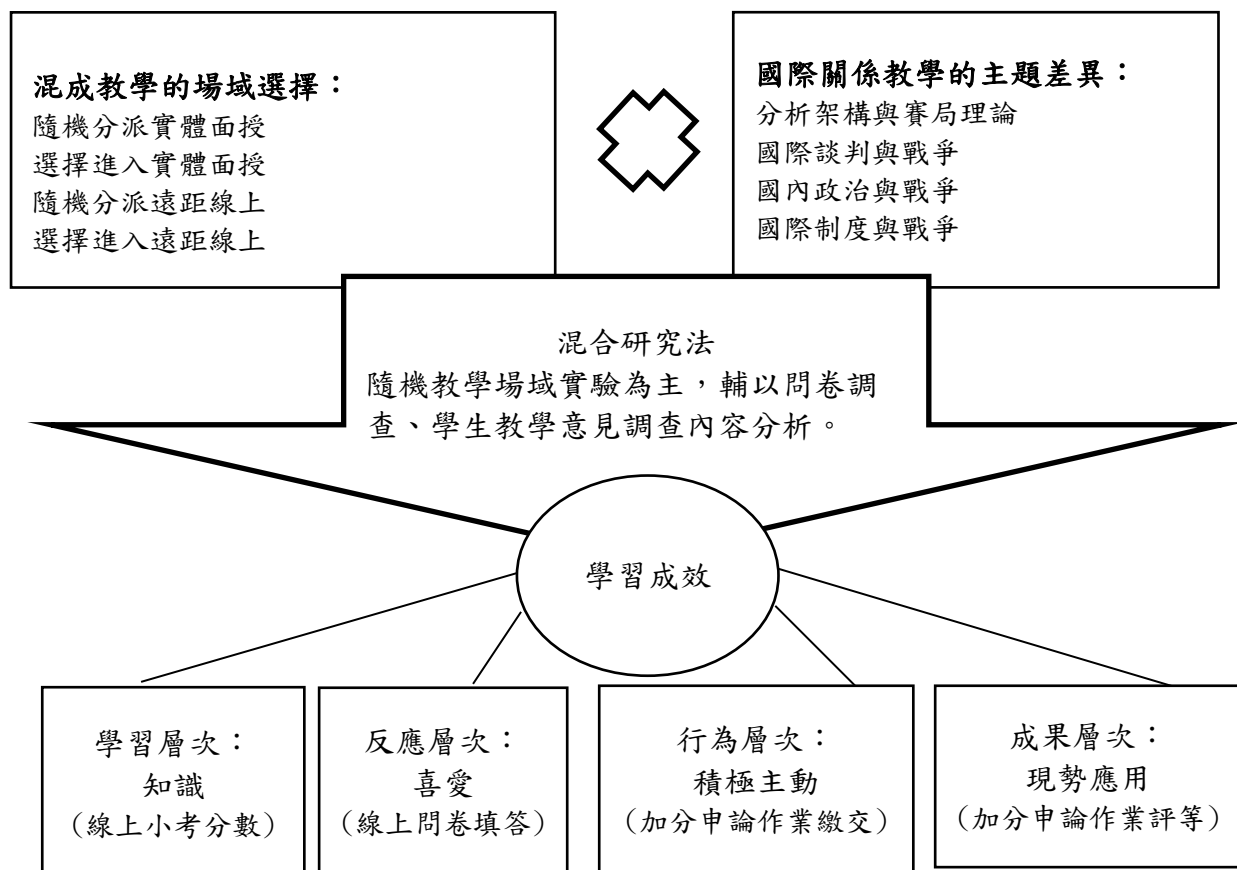 混成教學的場域選擇：
隨機分派實體面授
選擇進入實體面授
隨機分派遠距線上
選擇進入遠距線上
國際關係教學的主題差異：
分析架構與賽局理論
國際談判與戰爭
國內政治與戰爭
國際制度與戰爭
混合研究法
隨機教學場域實驗為主，輔以問卷調
查、學生教學意見調查內容分析。
學習成效
學習層次：
知識
（線上小考分數）
反應層次：
喜愛
（線上問卷填答）
行為層次：
積極主動
（加分申論作業繳交）
成果層次：
現勢應用
（加分申論作業評等）